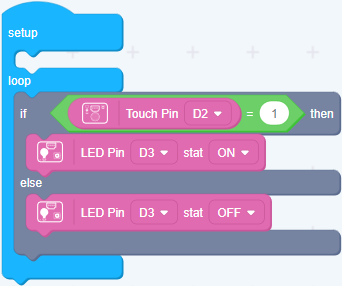 setup
loop
if Touch Pin D2 = 1 then
LED Pin D3 stat ON
else
LED Pin D3 stat OFF